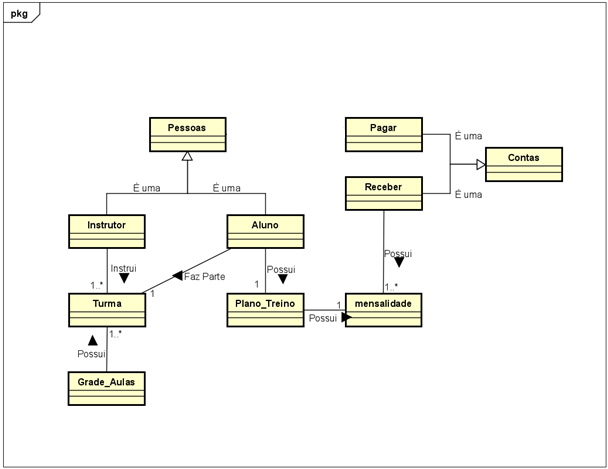 pkg
Pessoas
Pagar
É uma
Contas
Receber
É uma
É uma
É uma
Instrutor
Aluno
Instrui
Faz Parte
Possui
Possui
1..*
1
1
1..*
Turma
Plano_Treino
1
mensalidade
Possui
1..*
Possui
Grade_Aulas